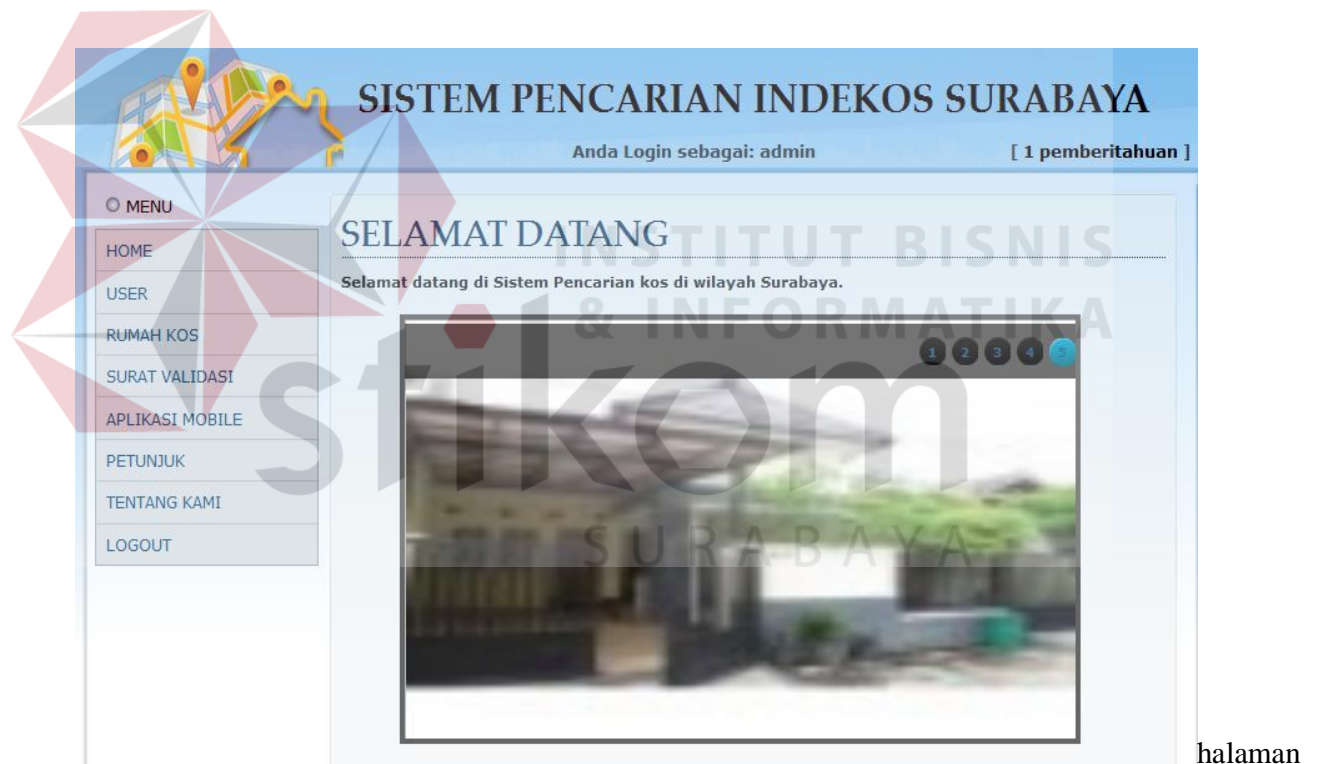 SISTEM PENCARIAN INDEKOS SURABAYA
Anda Login sebagai: admin [ 1 pemberitahuan ]
MENU
HOME
USER
RUMAH KOS
SURAT VALIDASI
APLIKASI MOBILE
PETUNJUK
TENTANG KAMI
LOGOUT
SELAMAT DATANG
Selamat datang di Sistem Pencarian kos di wilayah Surabaya.
1 2 3 4 5
INSTITUT BISNIS
& INFORMATIKA
stikom
SURABAYA
halaman